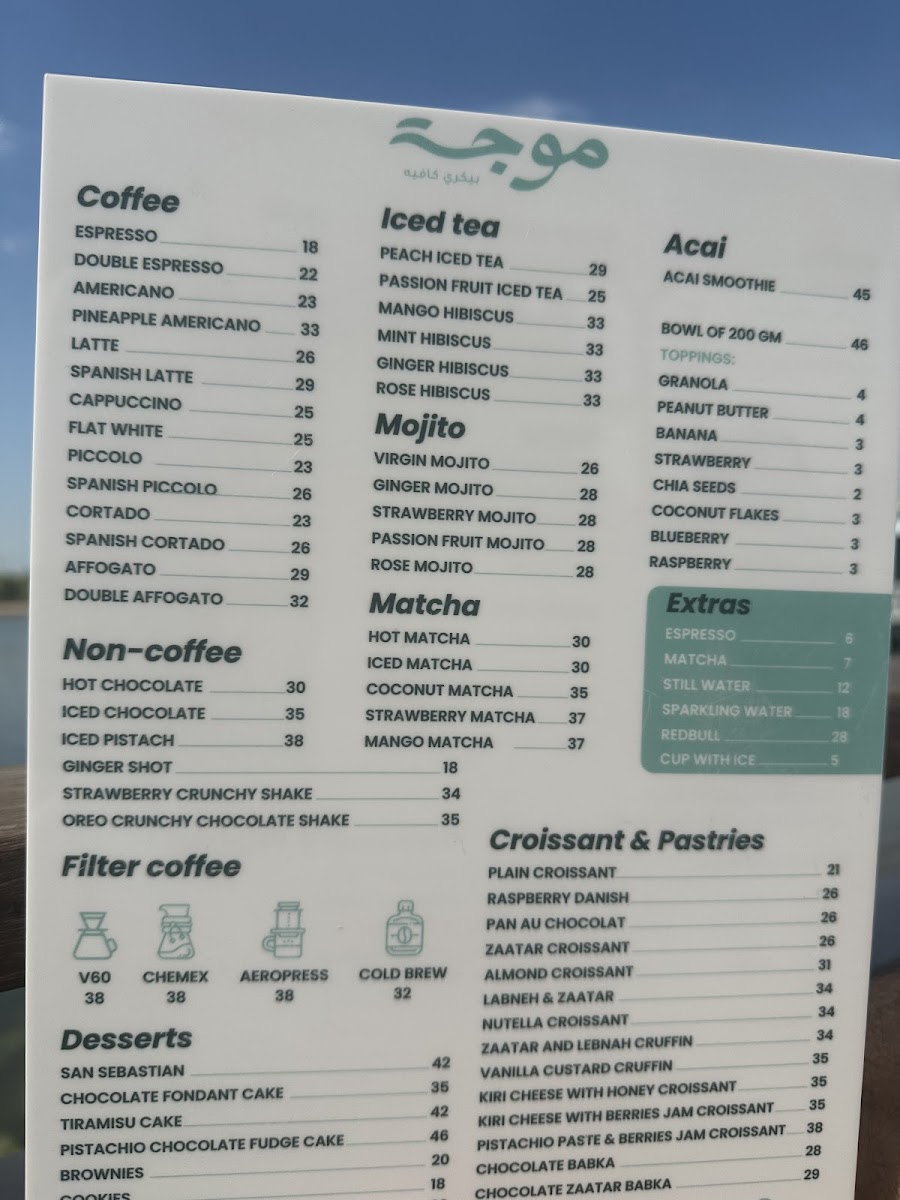 موجة
بيكري كافيه
Coffee
ESPRESSO 18
DOUBLE ESPRESSO 22
AMERICANO 23
PINEAPPLE AMERICANO 33
LATTE 26
SPANISH LATTE 29
CAPPUCCINO 25
FLAT WHITE 25
PICCOLO 23
SPANISH PICCOLO 26
CORTADO 23
SPANISH CORTADO 26
AFFOGATO 29
DOUBLE AFFOGATO 32
Non-coffee
HOT CHOCOLATE 30
ICED CHOCOLATE 35
ICED PISTACH 38
GINGER SHOT 18
STRAWBERRY CRUNCHY SHAKE 34
OREO CRUNCHY CHOCOLATE SHAKE 35
Filter coffee
V60 CHEMEX AEROPRESS COLD BREW
38 38 38 32
Desserts
SAN SEBASTIAN 42
CHOCOLATE FONDANT CAKE 35
TIRAMISU CAKE 42
PISTACHIO CHOCOLATE FUDGE CAKE 46
BROWNIES 20
COOKIES 18
Iced tea
PEACH ICED TEA 29
PASSION FRUIT ICED TEA 25
MANGO HIBISCUS 33
MINT HIBISCUS 33
GINGER HIBISCUS 33
ROSE HIBISCUS 33
Mojito
VIRGIN MOJITO 26
GINGER MOJITO 28
STRAWBERRY MOJITO 28
PASSION FRUIT MOJITO 28
ROSE MOJITO 28
Matcha
HOT MATCHA 30
ICED MATCHA 30
COCONUT MATCHA 35
STRAWBERRY MATCHA 37
MANGO MATCHA 37
Acai
ACAI SMOOTHIE 45
BOWL OF 200 GM 46
TOPPINGS:
GRANOLA 4
PEANUT BUTTER 4
BANANA 3
STRAWBERRY 3
CHIA SEEDS 2
COCONUT FLAKES 3
BLUEBERRY 3
RASPBERRY 3
Extras
ESPRESSO 6
MATCHA 7
STILL WATER 12
SPARKLING WATER 18
REDBULL 28
CUP WITH ICE 5
Croissant & Pastries
PLAIN CROISSANT 21
RASPBERRY DANISH 26
PAN AU CHOCOLAT 26
ZAATAR CROISSANT 26
ALMOND CROISSANT 31
LABNEH & ZAATAR 34
NUTELLA CROISSANT 34
ZAATAR AND LEBNAH CRUFFIN 34
VANILLA CUSTARD CRUFFIN 35
KIRI CHEESE WITH HONEY CROISSANT 35
KIRI CHEESE WITH BERRIES JAM CROISSANT 35
PISTACHIO PASTE & BERRIES JAM CROISSANT 38
CHOCOLATE BABKA 28
CHOCOLATE ZAATAR BABKA 29